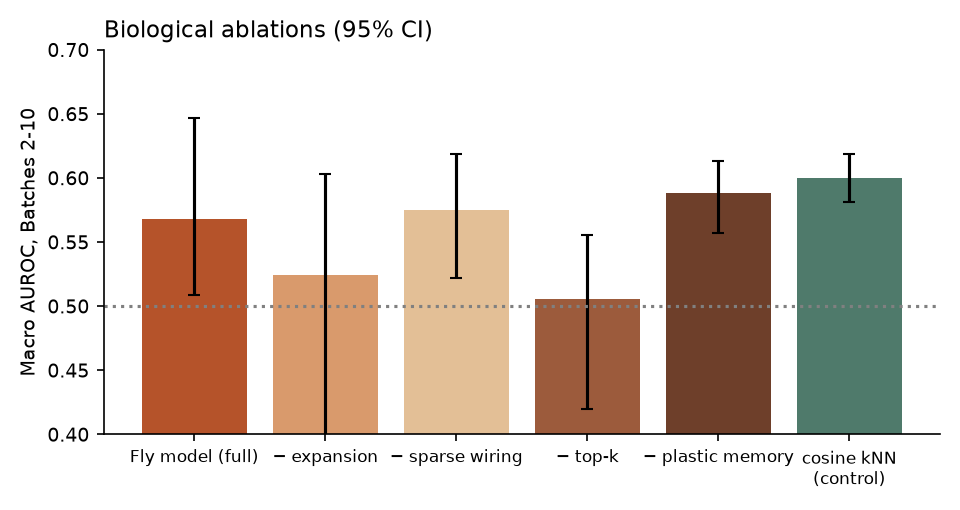 Biological ablations (95% CI)
Macro AUROC, Batches 2-10
0.70
0.65
0.60
0.55
0.50
0.45
0.40
Fly model (full)
− expansion
− sparse wiring
− top-k
− plastic memory
cosine kNN
(control)